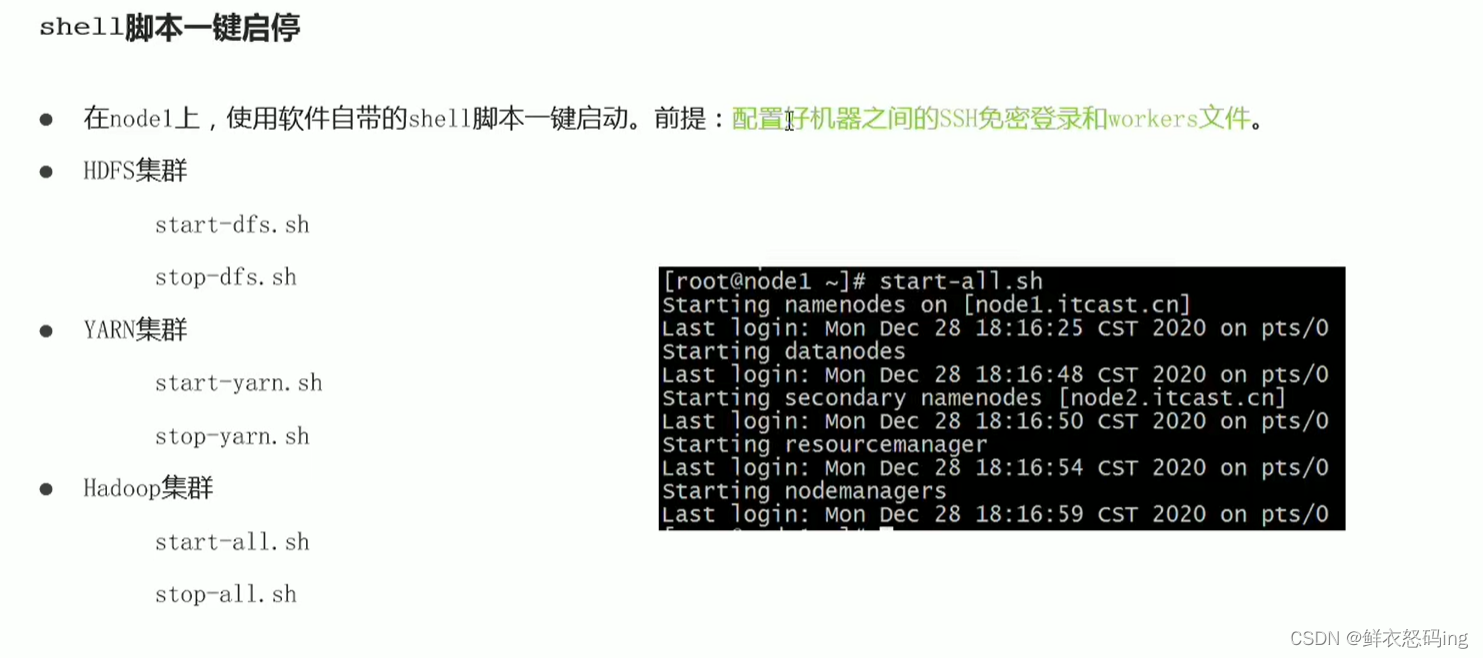 shell脚本一键启停
● 在node1上，使用软件自带的shell脚本一键启动。前提：配置好机器之间的SSH免密登录和workers文件。
● HDFS集群
start-dfs.sh
stop-dfs.sh
● YARN集群
start-yarn.sh
stop-yarn.sh
● Hadoop集群
start-all.sh
stop-all.sh
[root@node1 ~]# start-all.sh
Starting namenodes on [node1.itcast.cn]
Last login: Mon Dec 28 18:16:25 CST 2020 on pts/0
Starting datanodes
Last login: Mon Dec 28 18:16:48 CST 2020 on pts/0
Starting secondary namenodes [node2.itcast.cn]
Last login: Mon Dec 28 18:16:50 CST 2020 on pts/0
Starting resourcemanager
Last login: Mon Dec 28 18:16:54 CST 2020 on pts/0
Starting nodemanagers
Last login: Mon Dec 28 18:16:59 CST 2020 on pts/0
CSDN @鲜衣怒码ing